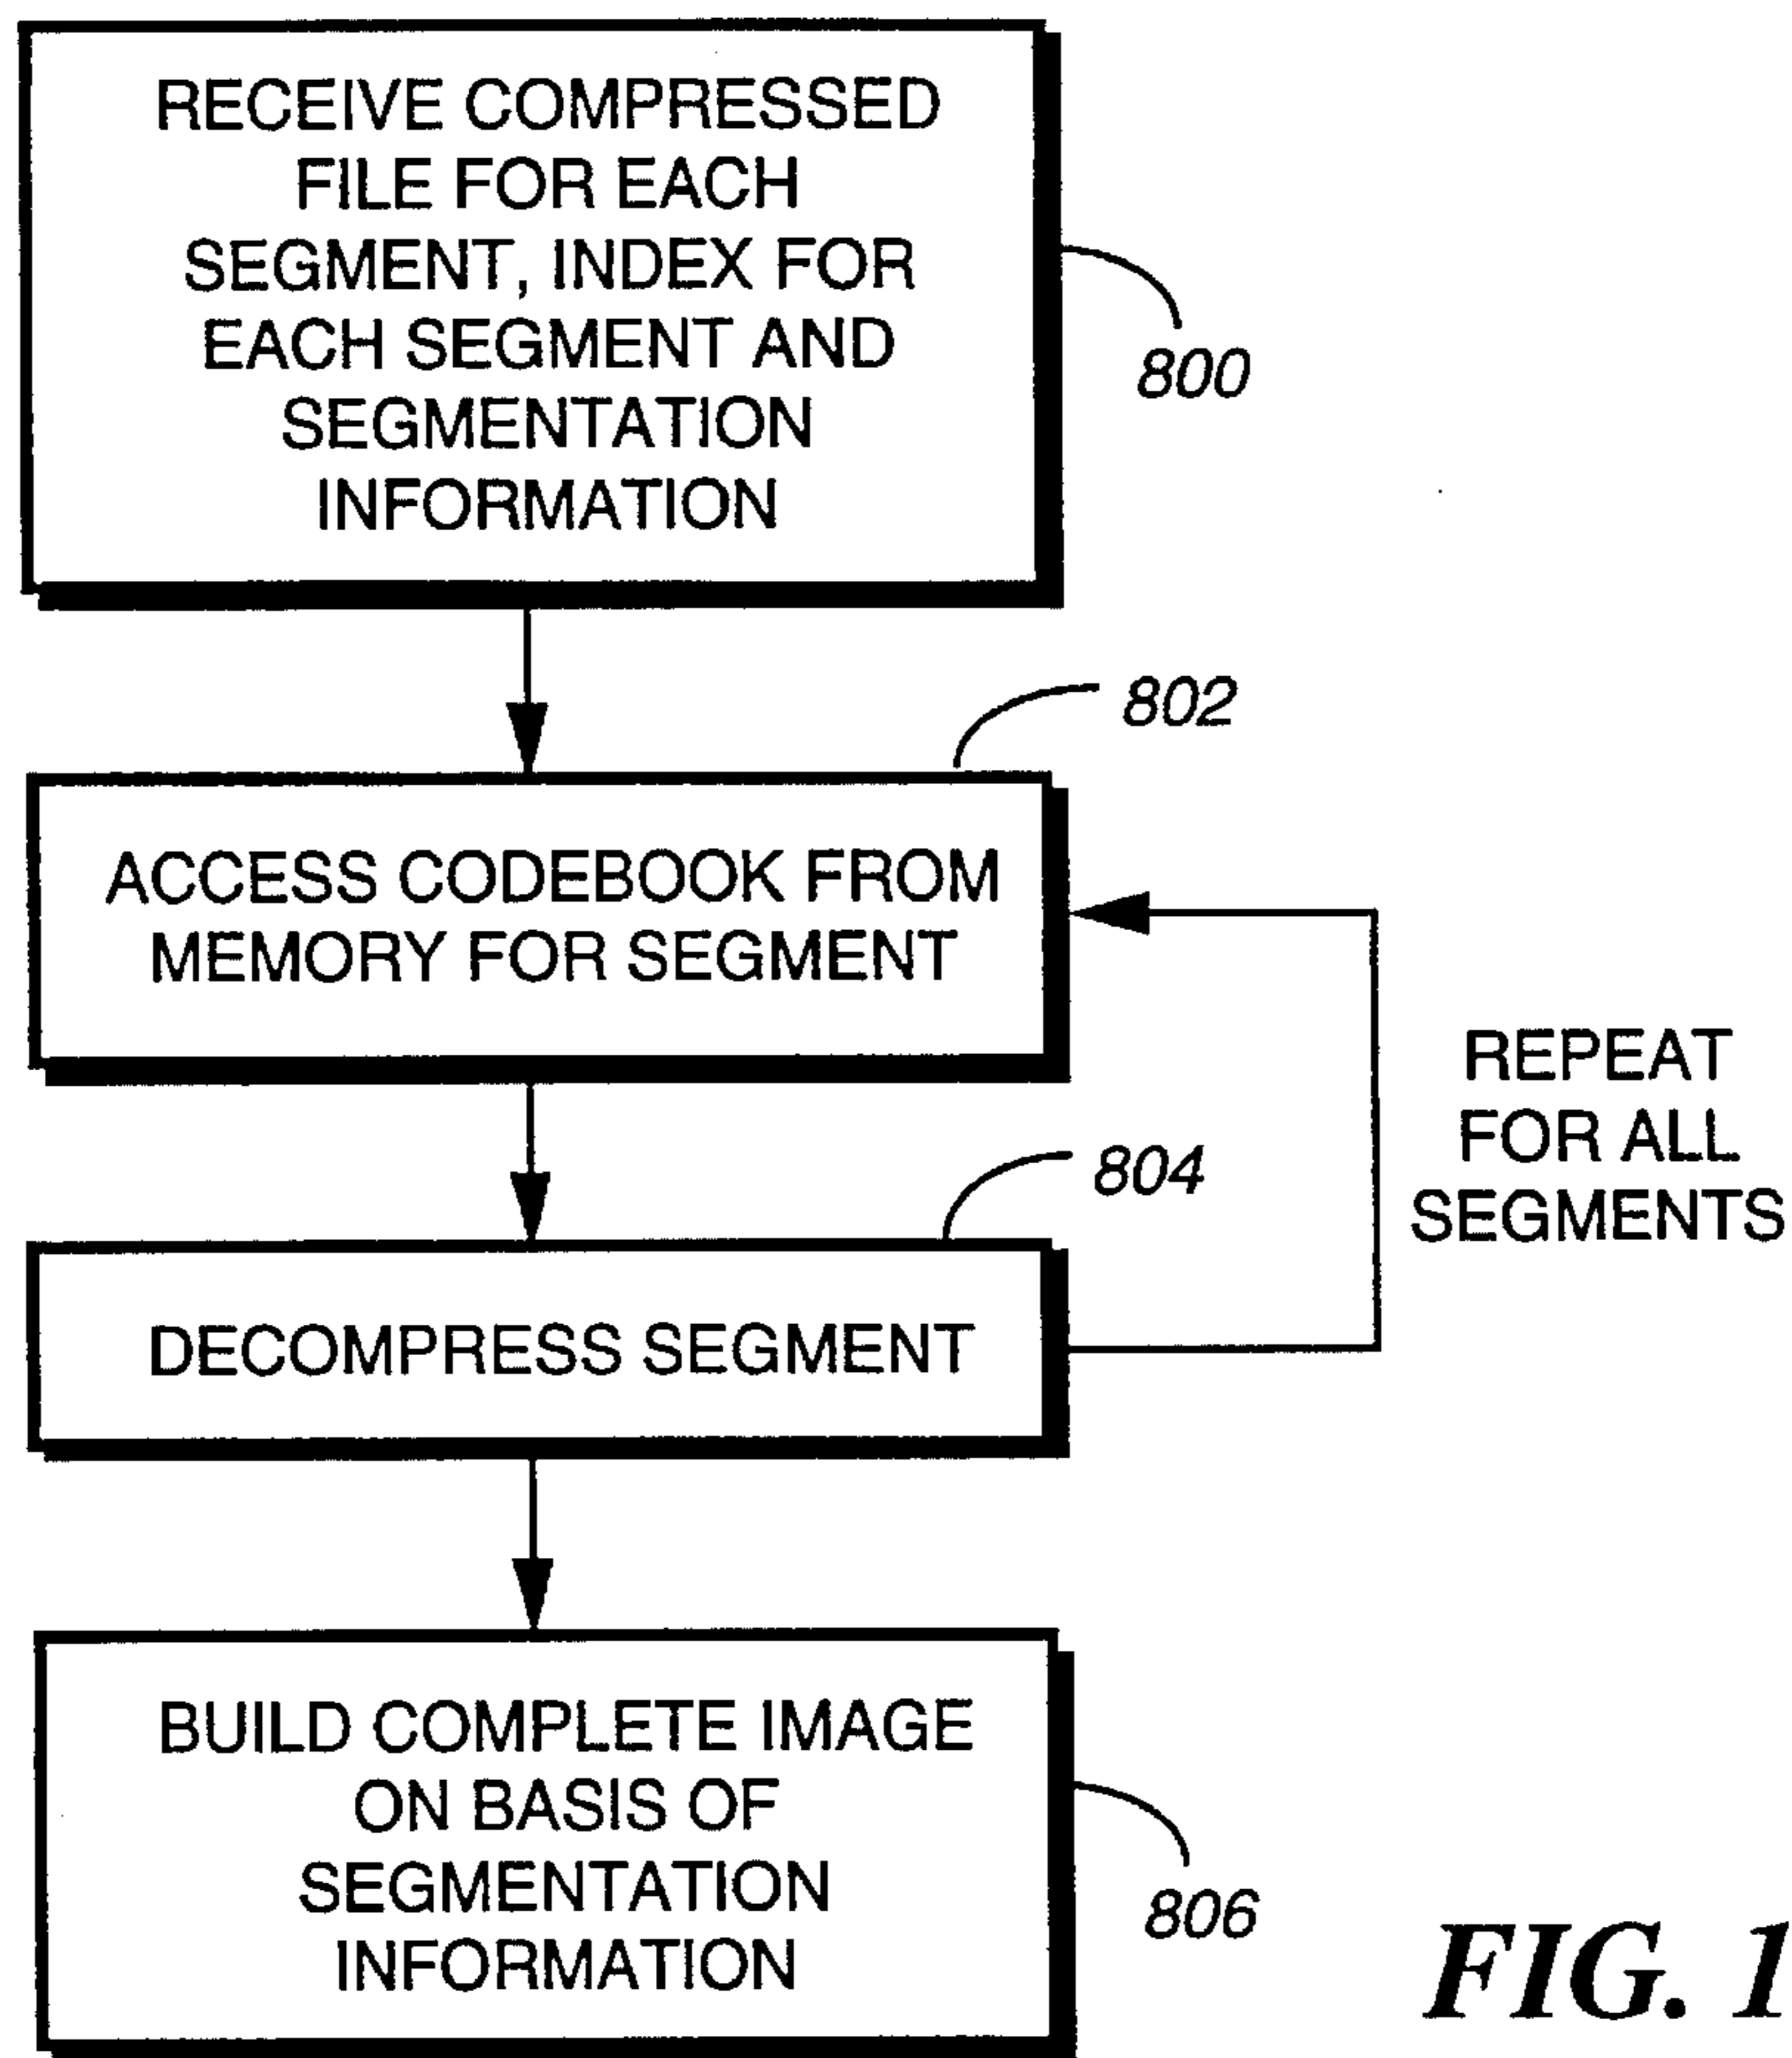 RECEIVE COMPRESSED
FILE FOR EACH
SEGMENT, INDEX FOR
EACH SEGMENT AND
SEGMENTATION
INFORMATION
800
802
ACCESS CODEBOOK FROM
MEMORY FOR SEGMENT
REPEAT
FOR ALL
SEGMENTS
804
DECOMPRESS SEGMENT
BUILD COMPLETE IMAGE
ON BASIS OF
SEGMENTATION
INFORMATION
806
FIG. 1